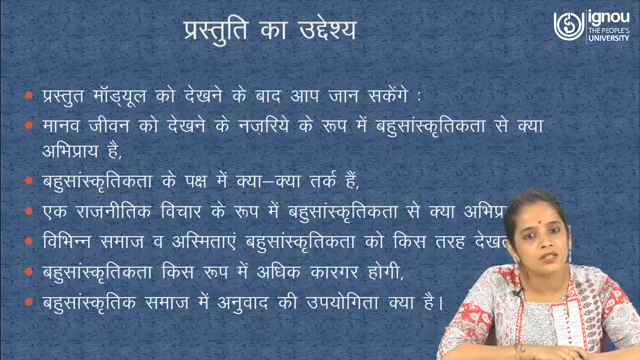 प्रस्तुति का उद्देश्य
ignou
THE PEOPLE'S
UNIVERSITY
प्रस्तुत मॉड्यूल को देखने के बाद आप जान सकेंगे :
मानव जीवन को देखने के नज़रिये के रूप में बहुसांस्कृतिकता से क्या
अभिप्राय है,
बहुसांस्कृतिकता के पक्ष में क्या–क्या तर्क हैं,
एक राजनीतिक विचार के रूप में बहुसांस्कृतिकता से क्या
विभिन्न समाज व अस्मिताएं बहुसांस्कृतिकता को किस तरह
बहुसांस्कृतिकता किस रूप में अधिक कारगर होगी,
बहुसांस्कृतिक समाज में अनुवाद की उपयोगिता क्या है।